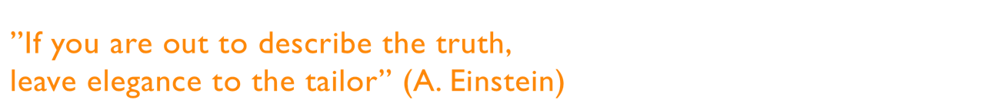 ”If you are out to describe the truth,
leave elegance to the tailor” (A. Einstein)